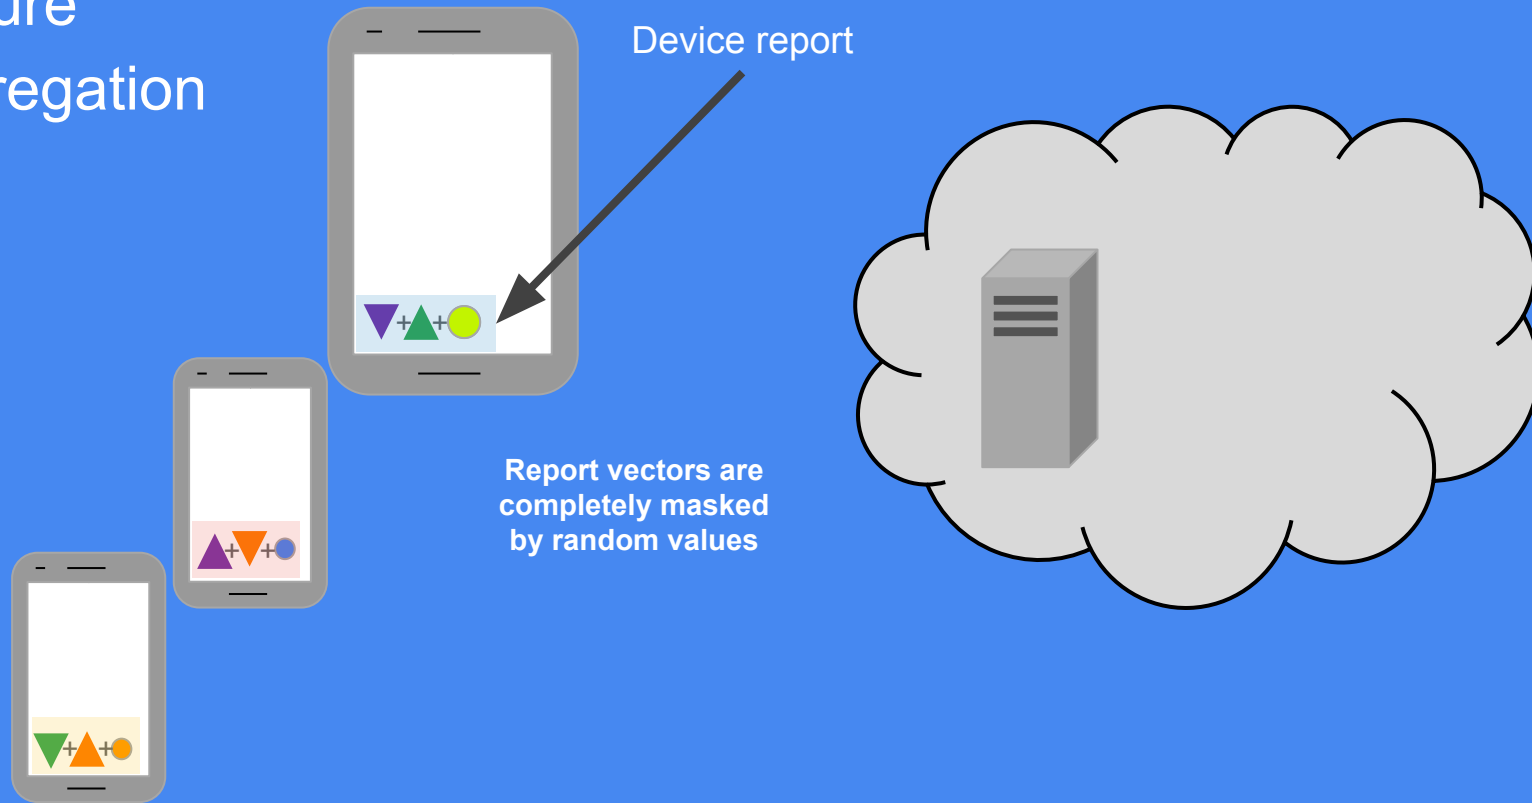 ure
regation
Device report
Report vectors are
completely masked
by random values
+ +
+ +
+ +